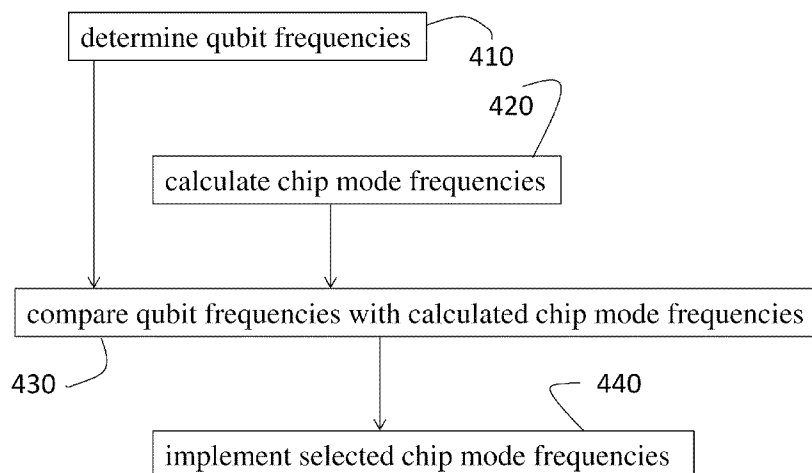 determine qubit frequencies
410
420
calculate chip mode frequencies
compare qubit frequencies with calculated chip mode frequencies
430
440
implement selected chip mode frequencies